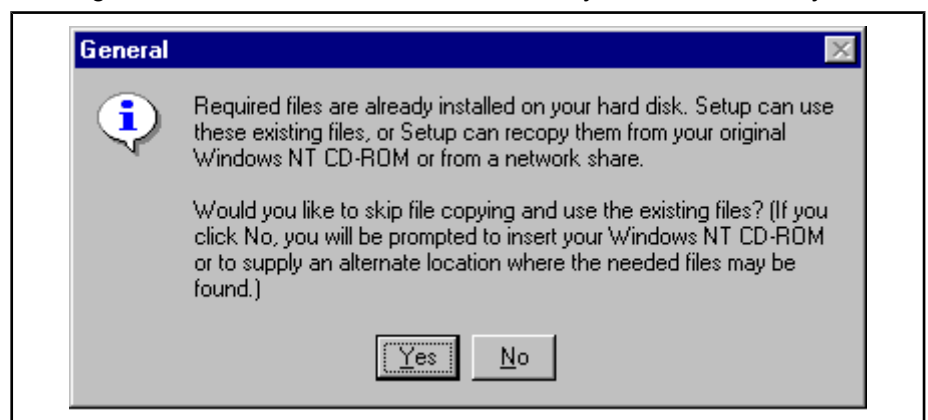 General
Required files are already installed on your hard disk. Setup can use
these existing files, or Setup can recopy them from your original
Windows NT CD-ROM or from a network share.
Would you like to skip file copying and use the existing files? (If you
click No, you will be prompted to insert your Windows NT CD-ROM
or to supply an alternate location where the needed files may be
found.)
Yes No